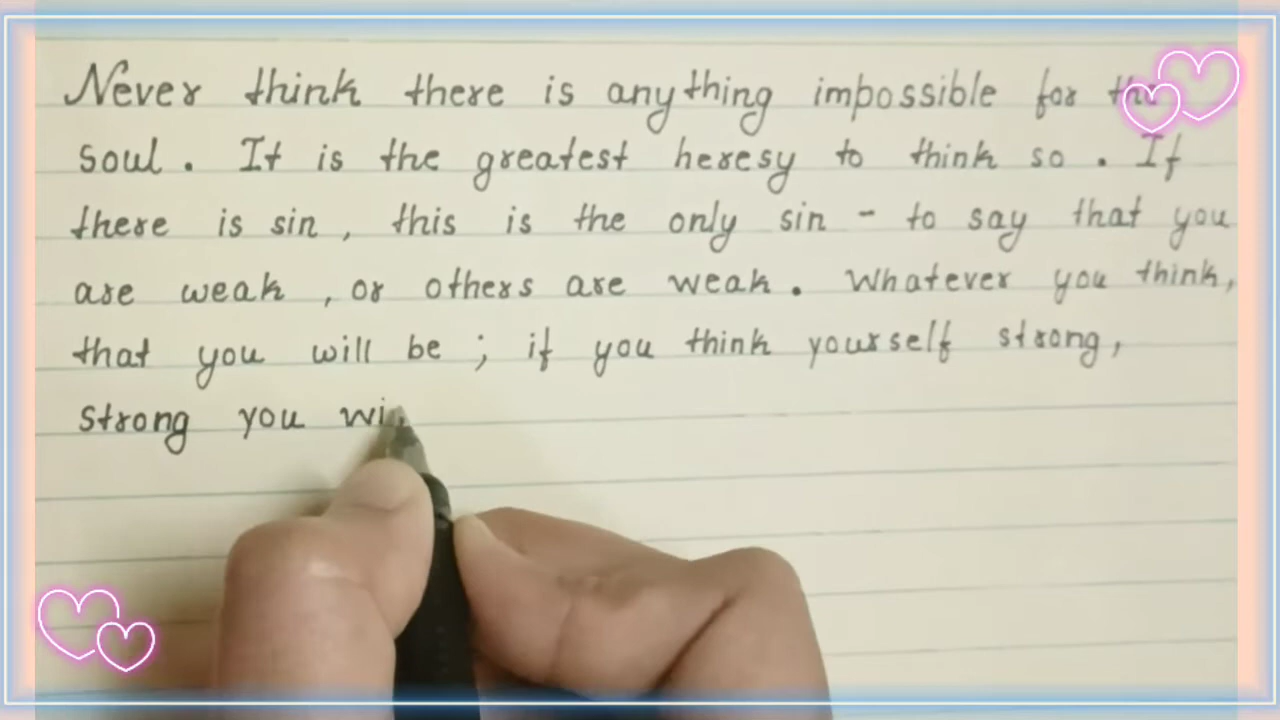 Never think there is anything impossible for the
soul. It is the greatest heresy to think so. If
there is sin, this is the only sin - to say that you
are weak, or others are weak. Whatever you think,
that you will be; if you think yourself strong,
strong you wi